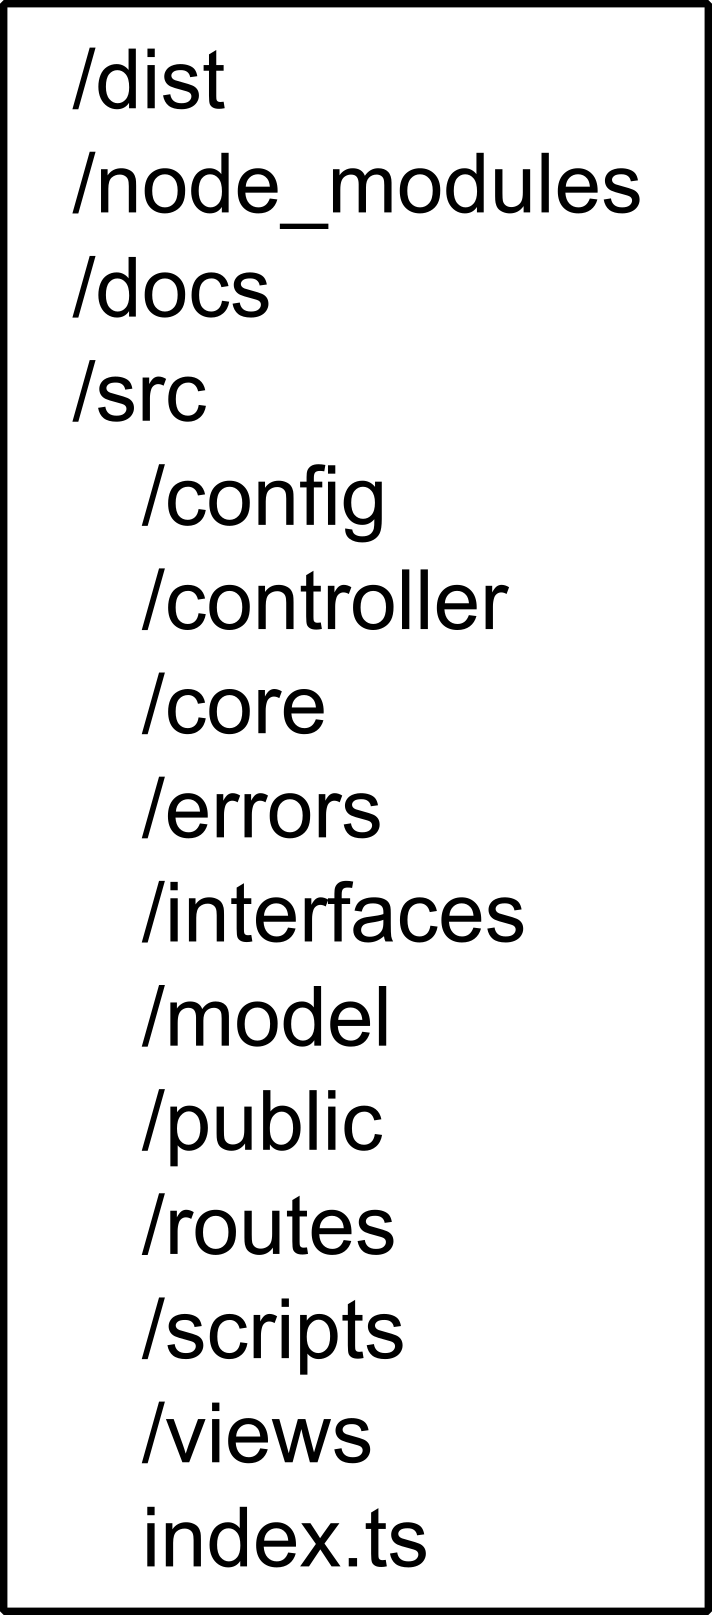 /dist
/node_modules
/docs
/src
/config
/controller
/core
/errors
/interfaces
/model
/public
/routes
/scripts
/views
index.ts